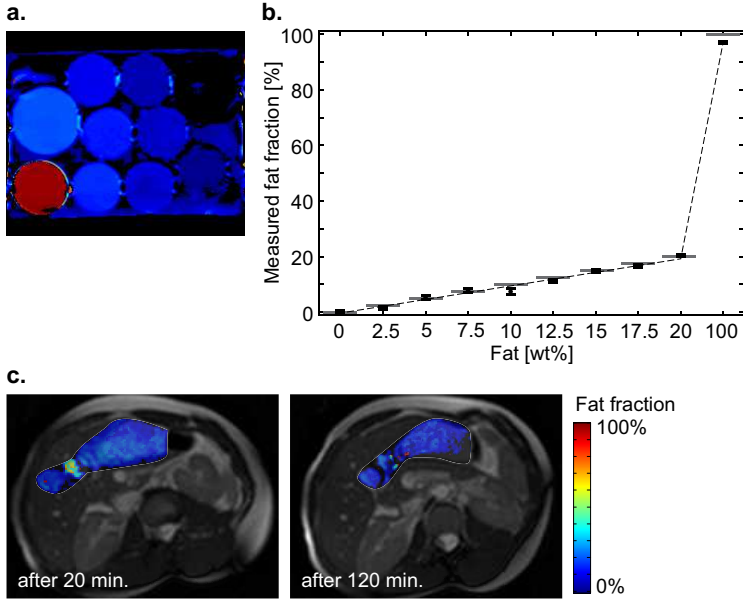 a.
b.
100
80
60
40
20
0
Measured fat fraction [%]
0 2.5 5 7.5 10 12.5 15 17.5 20 100
Fat [wt%]
c.
after 20 min.
after 120 min.
Fat fraction
100%
0%